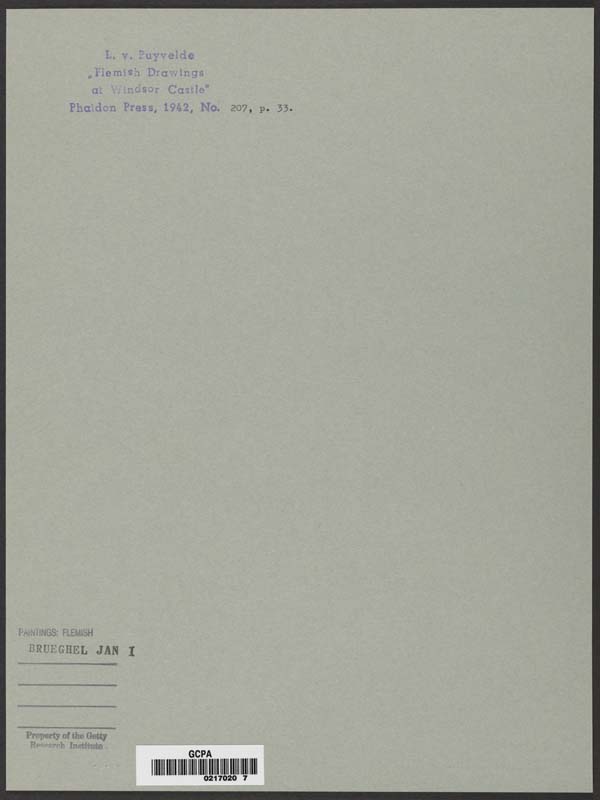 L. v. Puyvelde
„Flemish Drawings
at Windsor Castle"
Phaidon Press, 1942, No. 207, p. 33.
PAINTINGS: FLEMISH
BRUEGHEL JAN I
Property of the Getty
Research Institute
GCPA
0217020 7